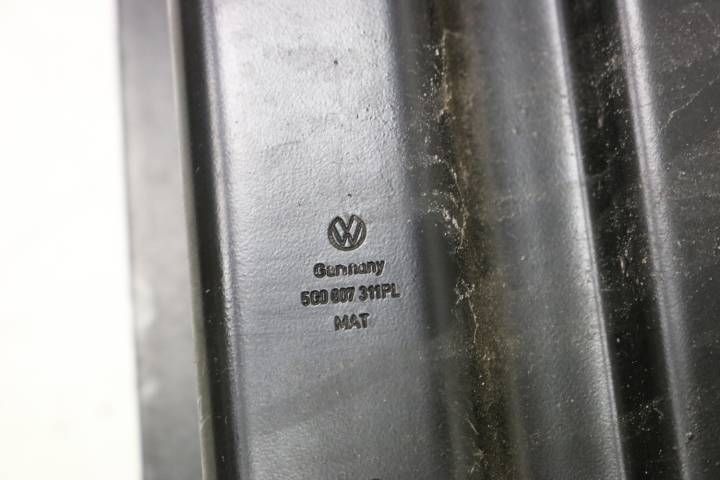 Germany
5G0 807 311PL
MAT